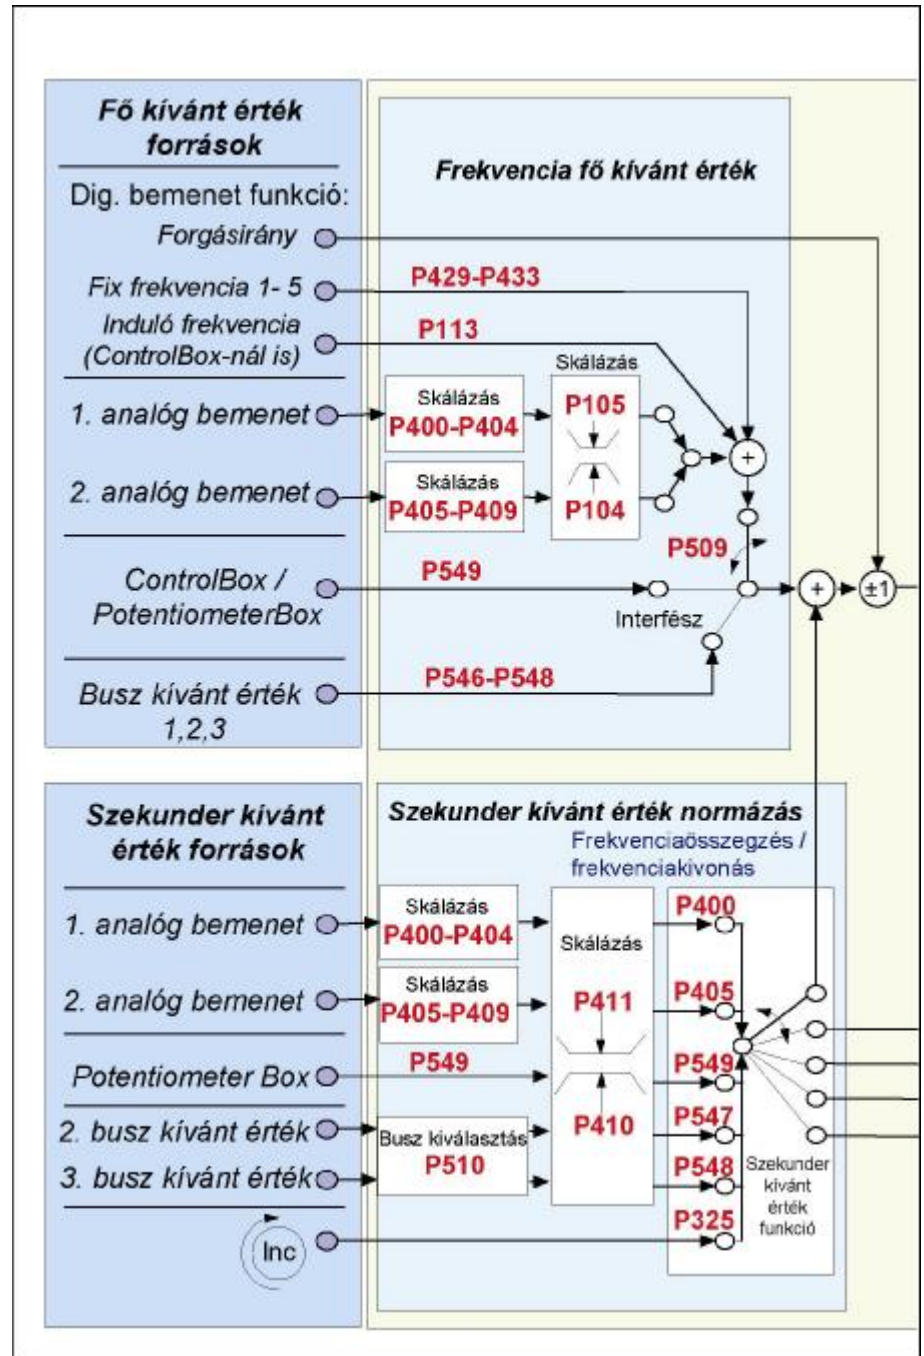 Fő kívánt érték
források
Dig. bemenet funkció:
Forgásirány
Fix frekvencia 1- 5
Induló frekvencia
(ControlBox-nál is)
1. analóg bemenet
2. analóg bemenet
ControlBox /
PotentiometerBox
Busz kívánt érték
1,2,3
Frekvencia fő kívánt érték
P429-P433
P113
Skálázás
P400-P404
Skálázás
P405-P409
Skálázás
P105
P104
+
P509
P549
Interfész
P546-P548
+
±1
Szekunder kívánt
érték források
1. analóg bemenet
2. analóg bemenet
Potentiometer Box
2. busz kívánt érték
3. busz kívánt érték
Inc
Szekunder kívánt érték normázás
Frekvenciaösszegzés /
frekvenciakivonás
Skálázás
P400-P404
Skálázás
P405-P409
P549
Busz kiválasztás
P510
Skálázás
P411
P410
P400
P405
P549
P547
P548
P325
Szekunder
kívánt
érték
funkció